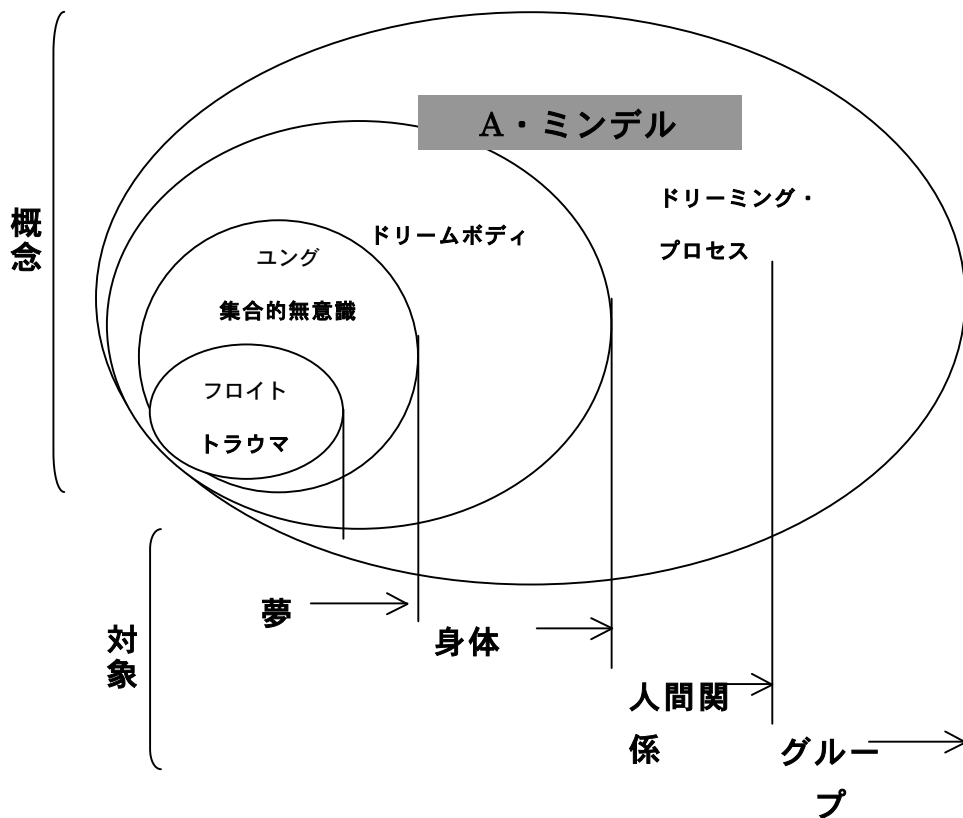 A・ミンデル
ドリーミング・
プロセス
概念
ドリームボディ
ユング
集合的無意識
フロイト
トラウマ
対象
夢
身体
人間関
係
グルー
プ